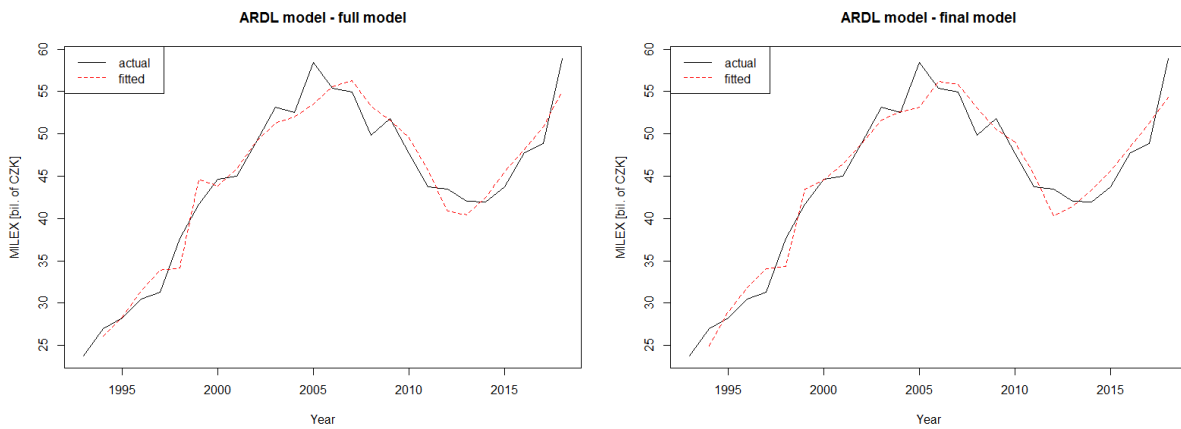 ARDL model - full model
MILEX [bil. of CZK]
60
55
50
45
40
35
30
25
actual
fitted
1995 2000 2005 2010 2015
Year
ARDL model - final model
MILEX [bil. of CZK]
60
55
50
45
40
35
30
25
actual
fitted
1995 2000 2005 2010 2015
Year